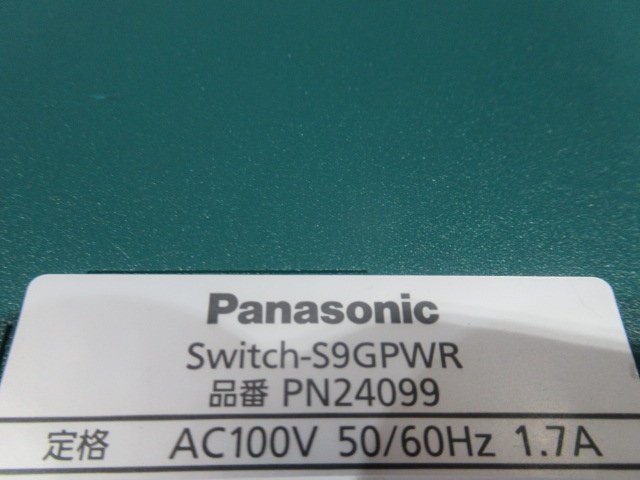 Panasonic
Switch-S9GPWR
品番 PN24099
定格 AC100V 50/60Hz 1.7A